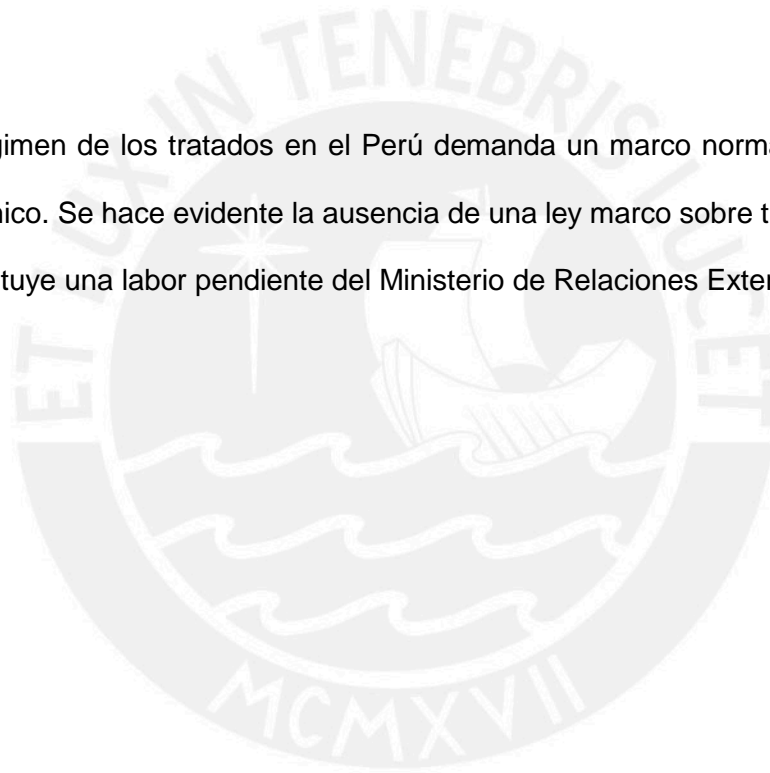 ET LUX IN TENEBRIS LUCET
gimen de los tratados en el Perú demanda un marco norma
nico. Se hace evidente la ausencia de una ley marco sobre t
tuye una labor pendiente del Ministerio de Relaciones Exter
MCMXVII